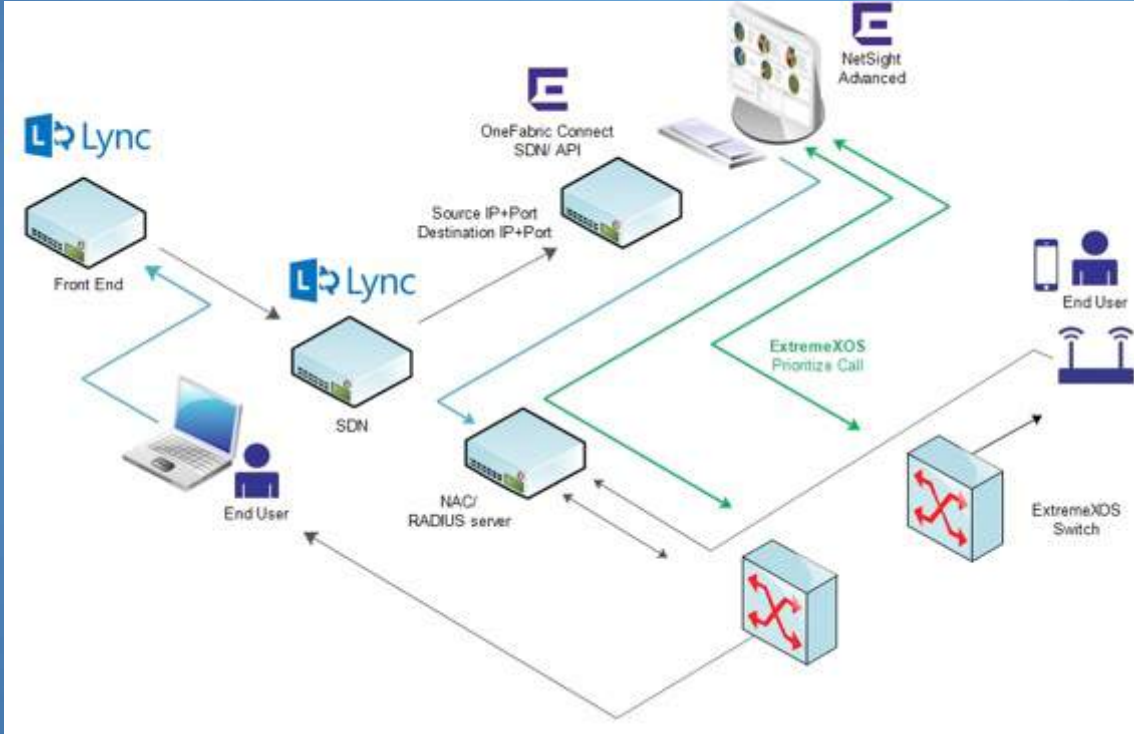 NetSight
Advanced
OneFabric Connect
SDN/ API
L Lync
Source IP+Port
Destination IP+Port
Front End
L Lync
End User
ExtremeXOS
Prioritize Call
SDN
NAC/
RADIUS server
End User
ExtremeXOS
Switch